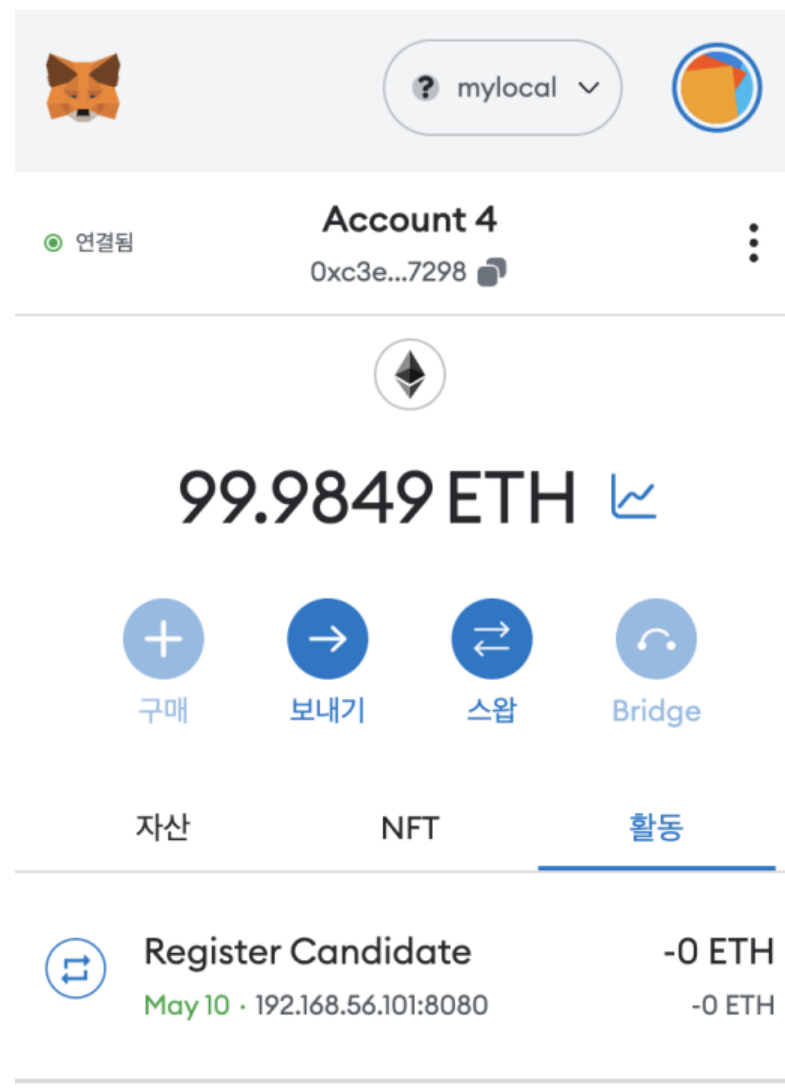 ? mylocal
연결됨
Account 4
0xc3e...7298
99.9849 ETH
구매 보내기 스왑 Bridge
자산 NFT 활동
Register Candidate -0 ETH
May 10 · 192.168.56.101:8080 -0 ETH